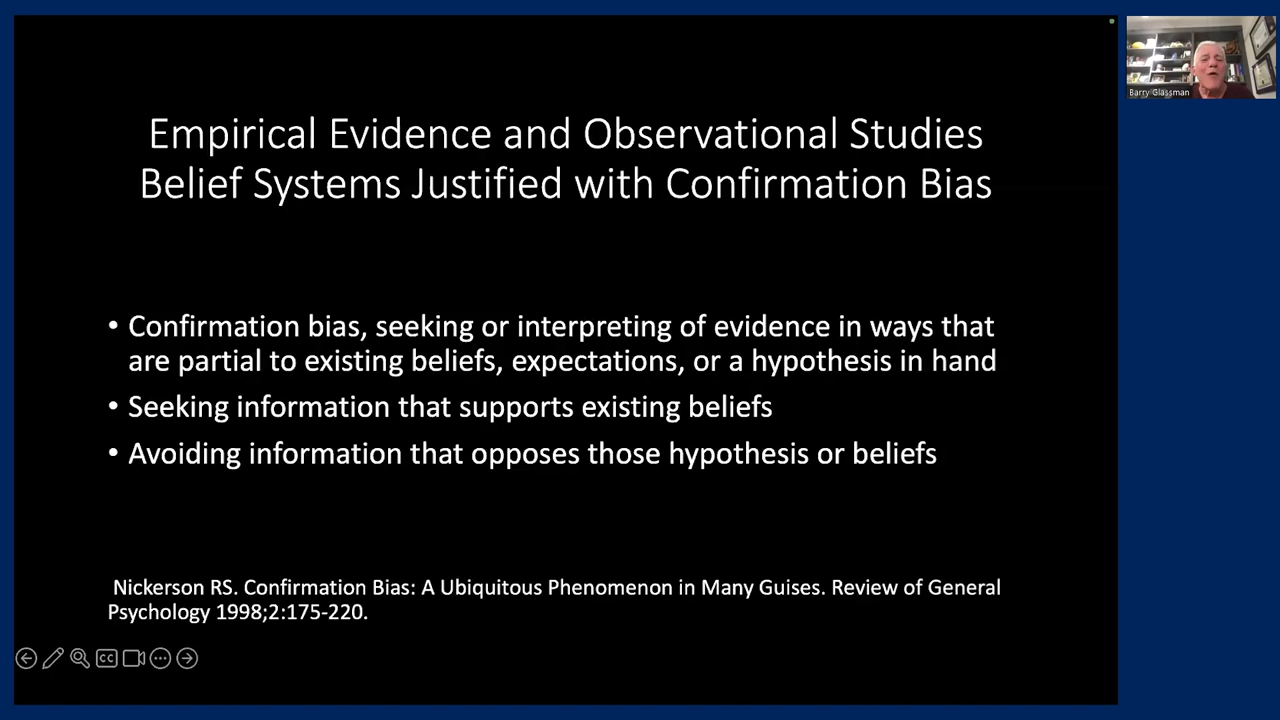 Empirical Evidence and Observational Studies
Belief Systems Justified with Confirmation Bias
• Confirmation bias, seeking or interpreting of evidence in ways that
are partial to existing beliefs, expectations, or a hypothesis in hand
• Seeking information that supports existing beliefs
• Avoiding information that opposes those hypothesis or beliefs
Nickerson RS. Confirmation Bias: A Ubiquitous Phenomenon in Many Guises. Review of General
Psychology 1998;2:175-220.
CC
Barry Glassman